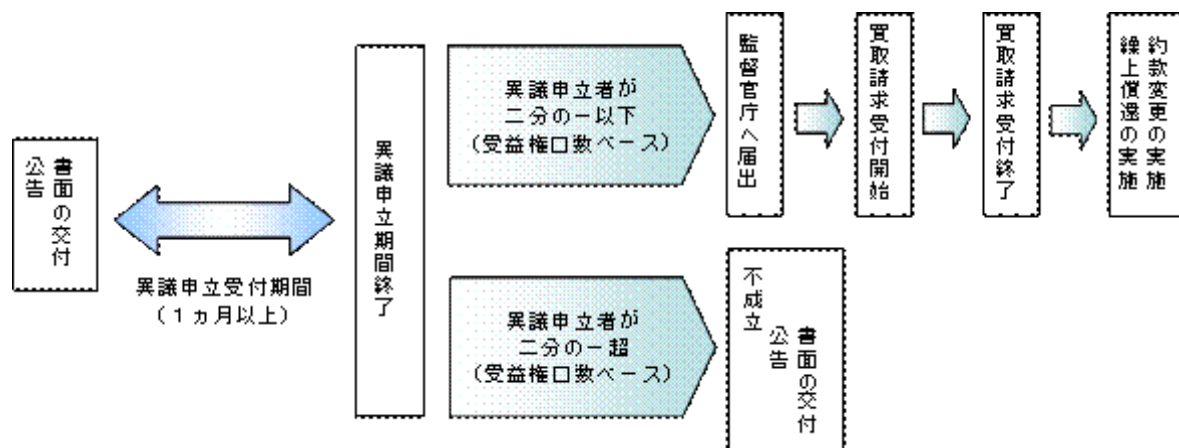 書面の交付
公告
異議申立受付期間
（１ヵ月以上）
異議申立期間終了
異議申立者が
二分の一以下
（受益権口数ベース）
監督官庁へ届出
買取請求受付開始
買取請求受付終了
約款変更の実施
繰上償還の実施
異議申立者が
二分の一超
（受益権口数ベース）
不成立
書面の交付
公告